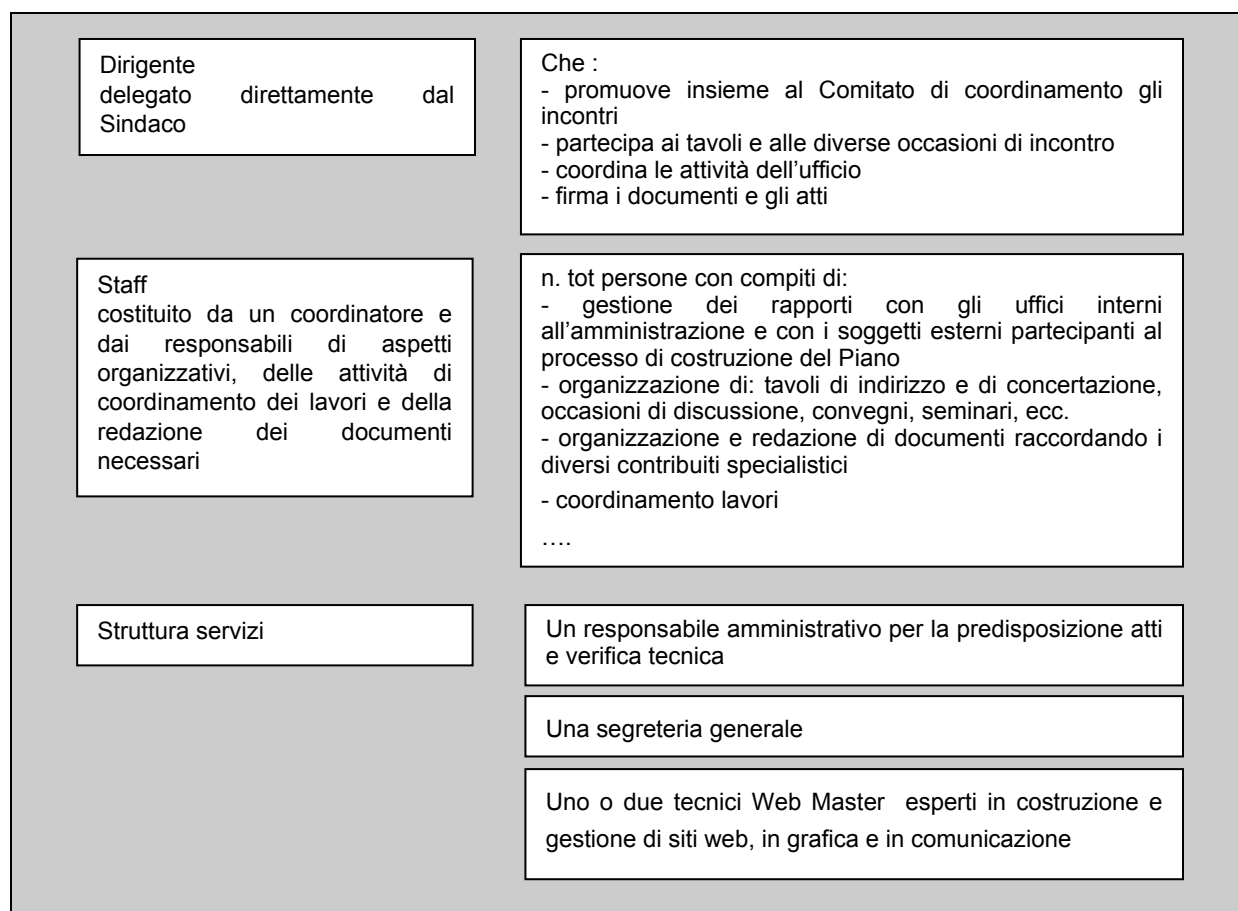 Dirigente
delegato direttamente dal
Sindaco
Che :
- promuove insieme al Comitato di coordinamento gli
incontri
- partecipa ai tavoli e alle diverse occasioni di incontro
- coordina le attività dell’ufficio
- firma i documenti e gli atti
Staff
costituito da un coordinatore e
dai responsabili di aspetti
organizzativi, delle attività di
coordinamento dei lavori e della
redazione dei documenti
necessari
n. tot persone con compiti di:
- gestione dei rapporti con gli uffici interni
all’amministrazione e con i soggetti esterni partecipanti al
processo di costruzione del Piano
- organizzazione di: tavoli di indirizzo e di concertazione,
occasioni di discussione, convegni, seminari, ecc.
- organizzazione e redazione di documenti raccordando i
diversi contribuiti specialistici
- coordinamento lavori
….
Struttura servizi
Un responsabile amministrativo per la predisposizione atti
e verifica tecnica
Una segreteria generale
Uno o due tecnici Web Master esperti in costruzione e
gestione di siti web, in grafica e in comunicazione